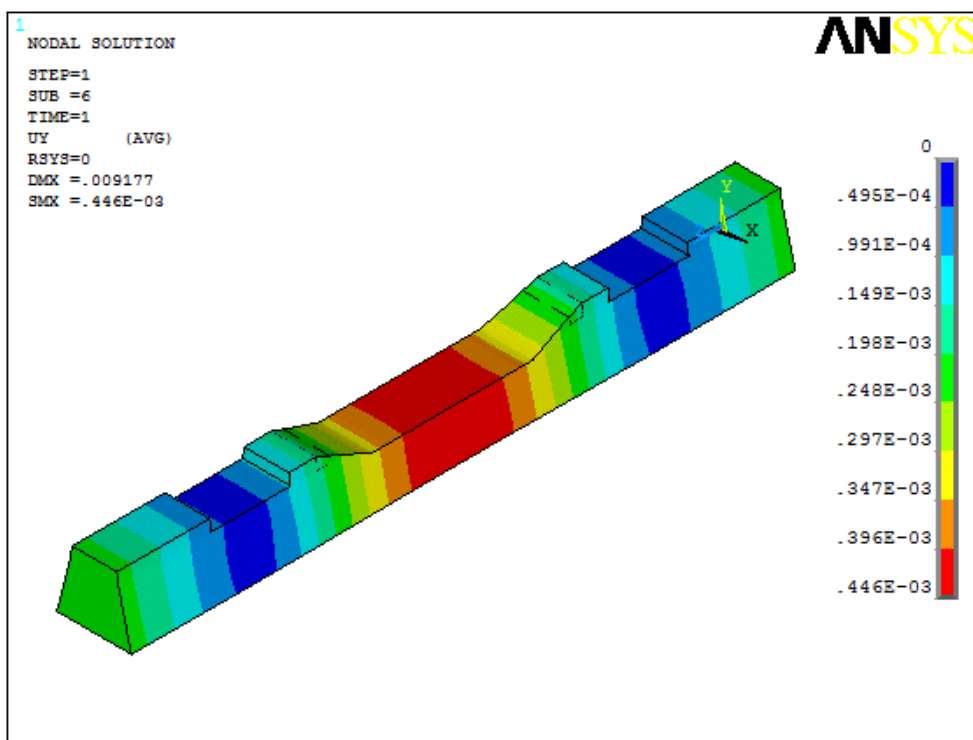 1
NODAL SOLUTION
ANSYS
STEP=1
SUB =6
TIME=1
UY (AVG)
RSYS=0
DMX =.009177
SMX =.446E-03
0
.495E-04
.991E-04
.149E-03
.198E-03
.248E-03
.297E-03
.347E-03
.396E-03
.446E-03
Y
X